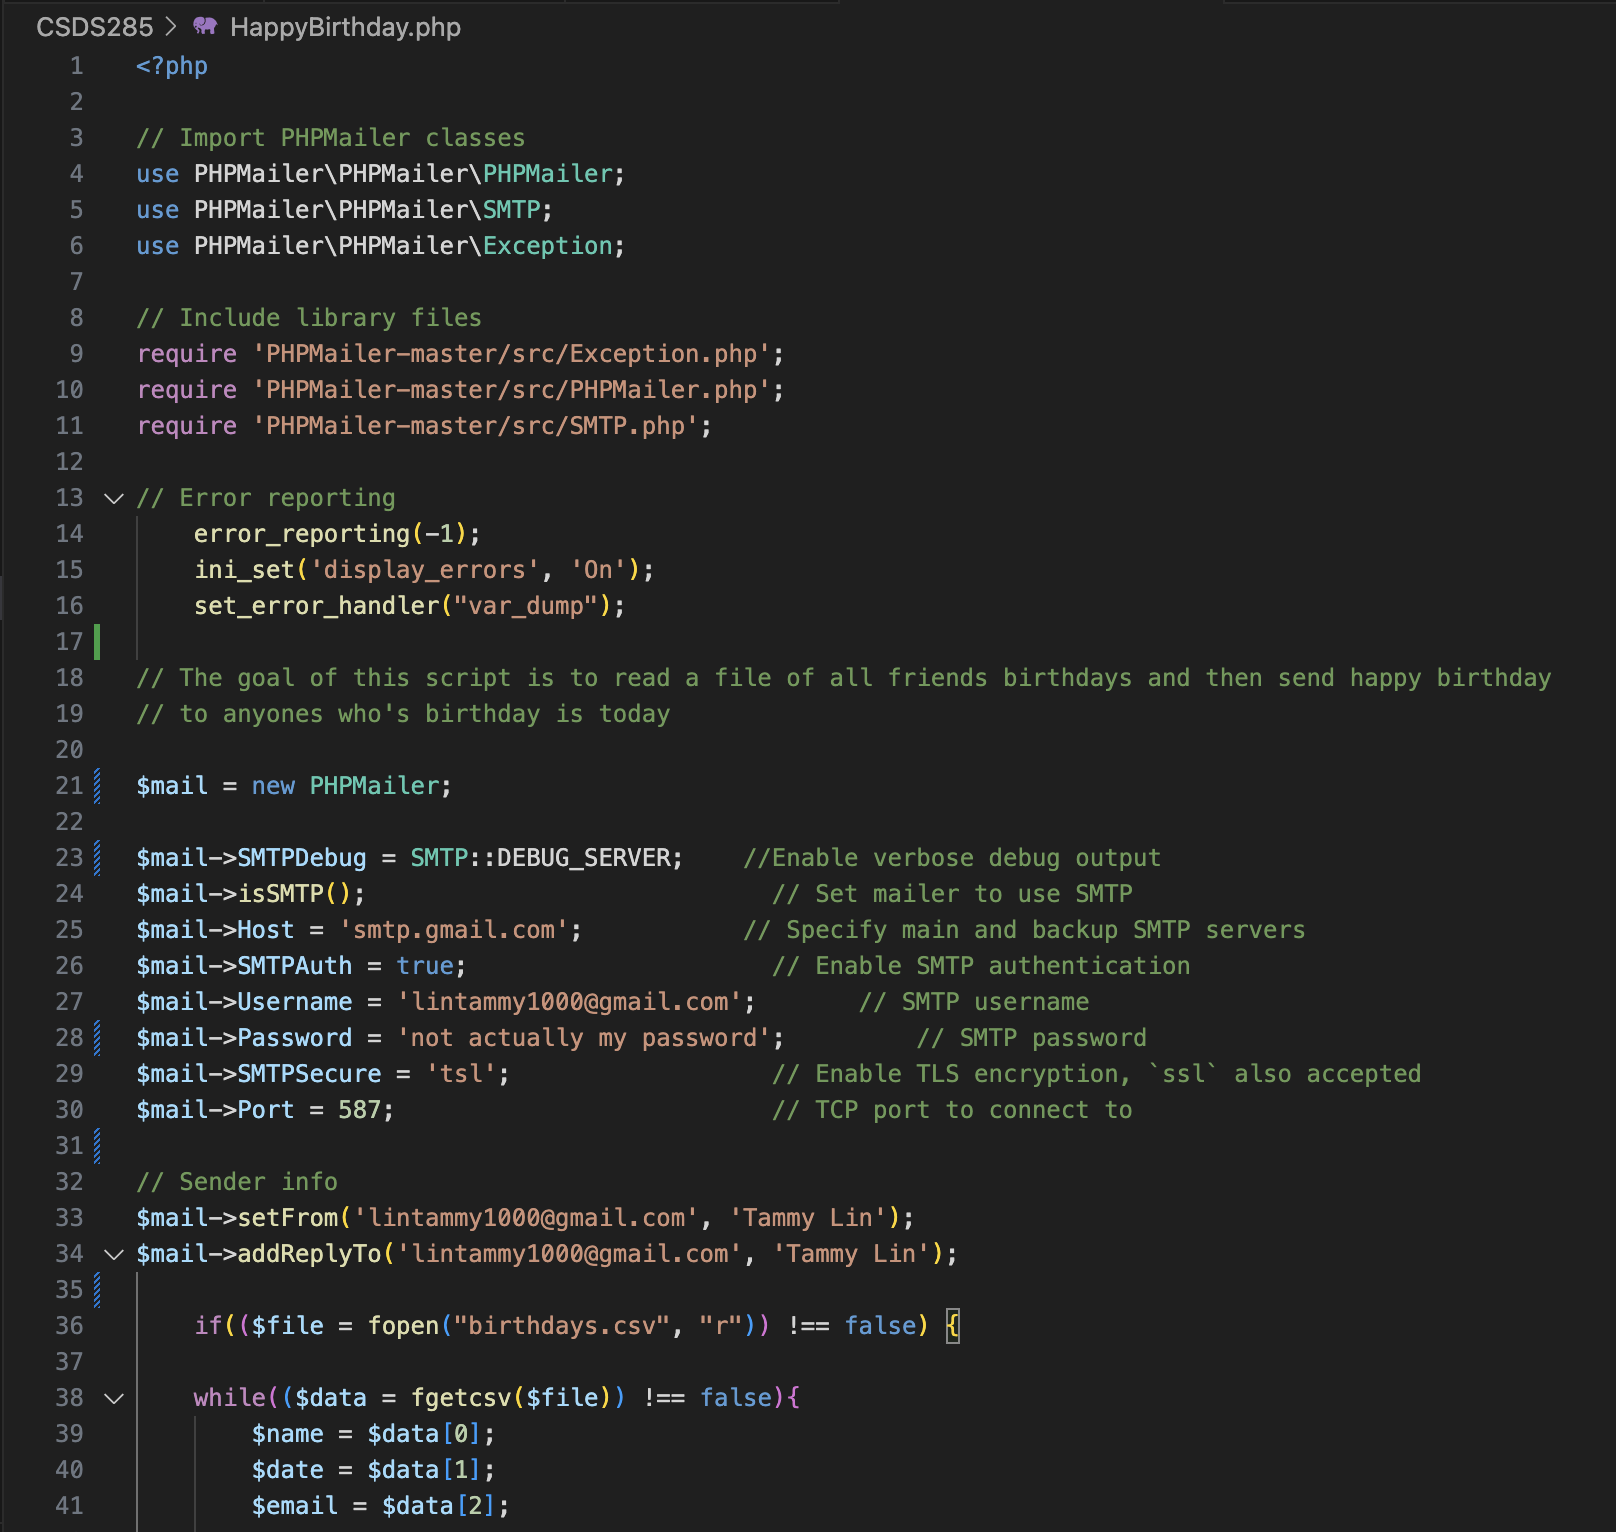 CSDS285 > HappyBirthday.php
1 <?php
2
3 // Import PHPMailer classes
4 use PHPMailer\PHPMailer\PHPMailer;
5 use PHPMailer\PHPMailer\SMTP;
6 use PHPMailer\PHPMailer\Exception;
7
8 // Include library files
9 require 'PHPMailer-master/src/Exception.php';
10 require 'PHPMailer-master/src/PHPMailer.php';
11 require 'PHPMailer-master/src/SMTP.php';
12
13 // Error reporting
14 error_reporting(-1);
15 ini_set('display_errors', 'On');
16 set_error_handler("var_dump");
17
18 // The goal of this script is to read a file of all friends birthdays and then send happy birthday
19 // to anyones who's birthday is today
20
21 $mail = new PHPMailer;
22
23 $mail->SMTPDebug = SMTP::DEBUG_SERVER; //Enable verbose debug output
24 $mail->isSMTP(); // Set mailer to use SMTP
25 $mail->Host = 'smtp.gmail.com'; // Specify main and backup SMTP servers
26 $mail->SMTPAuth = true; // Enable SMTP authentication
27 $mail->Username = 'lintammy1000@gmail.com'; // SMTP username
28 $mail->Password = 'not actually my password'; // SMTP password
29 $mail->SMTPSecure = 'tsl'; // Enable TLS encryption, `ssl` also accepted
30 $mail->Port = 587; // TCP port to connect to
31
32 // Sender info
33 $mail->setFrom('lintammy1000@gmail.com', 'Tammy Lin');
34 $mail->addReplyTo('lintammy1000@gmail.com', 'Tammy Lin');
35
36 if(($file = fopen("birthdays.csv", "r")) !== false) {
37
38 while(($data = fgetcsv($file)) !== false){
39 $name = $data[0];
40 $date = $data[1];
41 $email = $data[2];